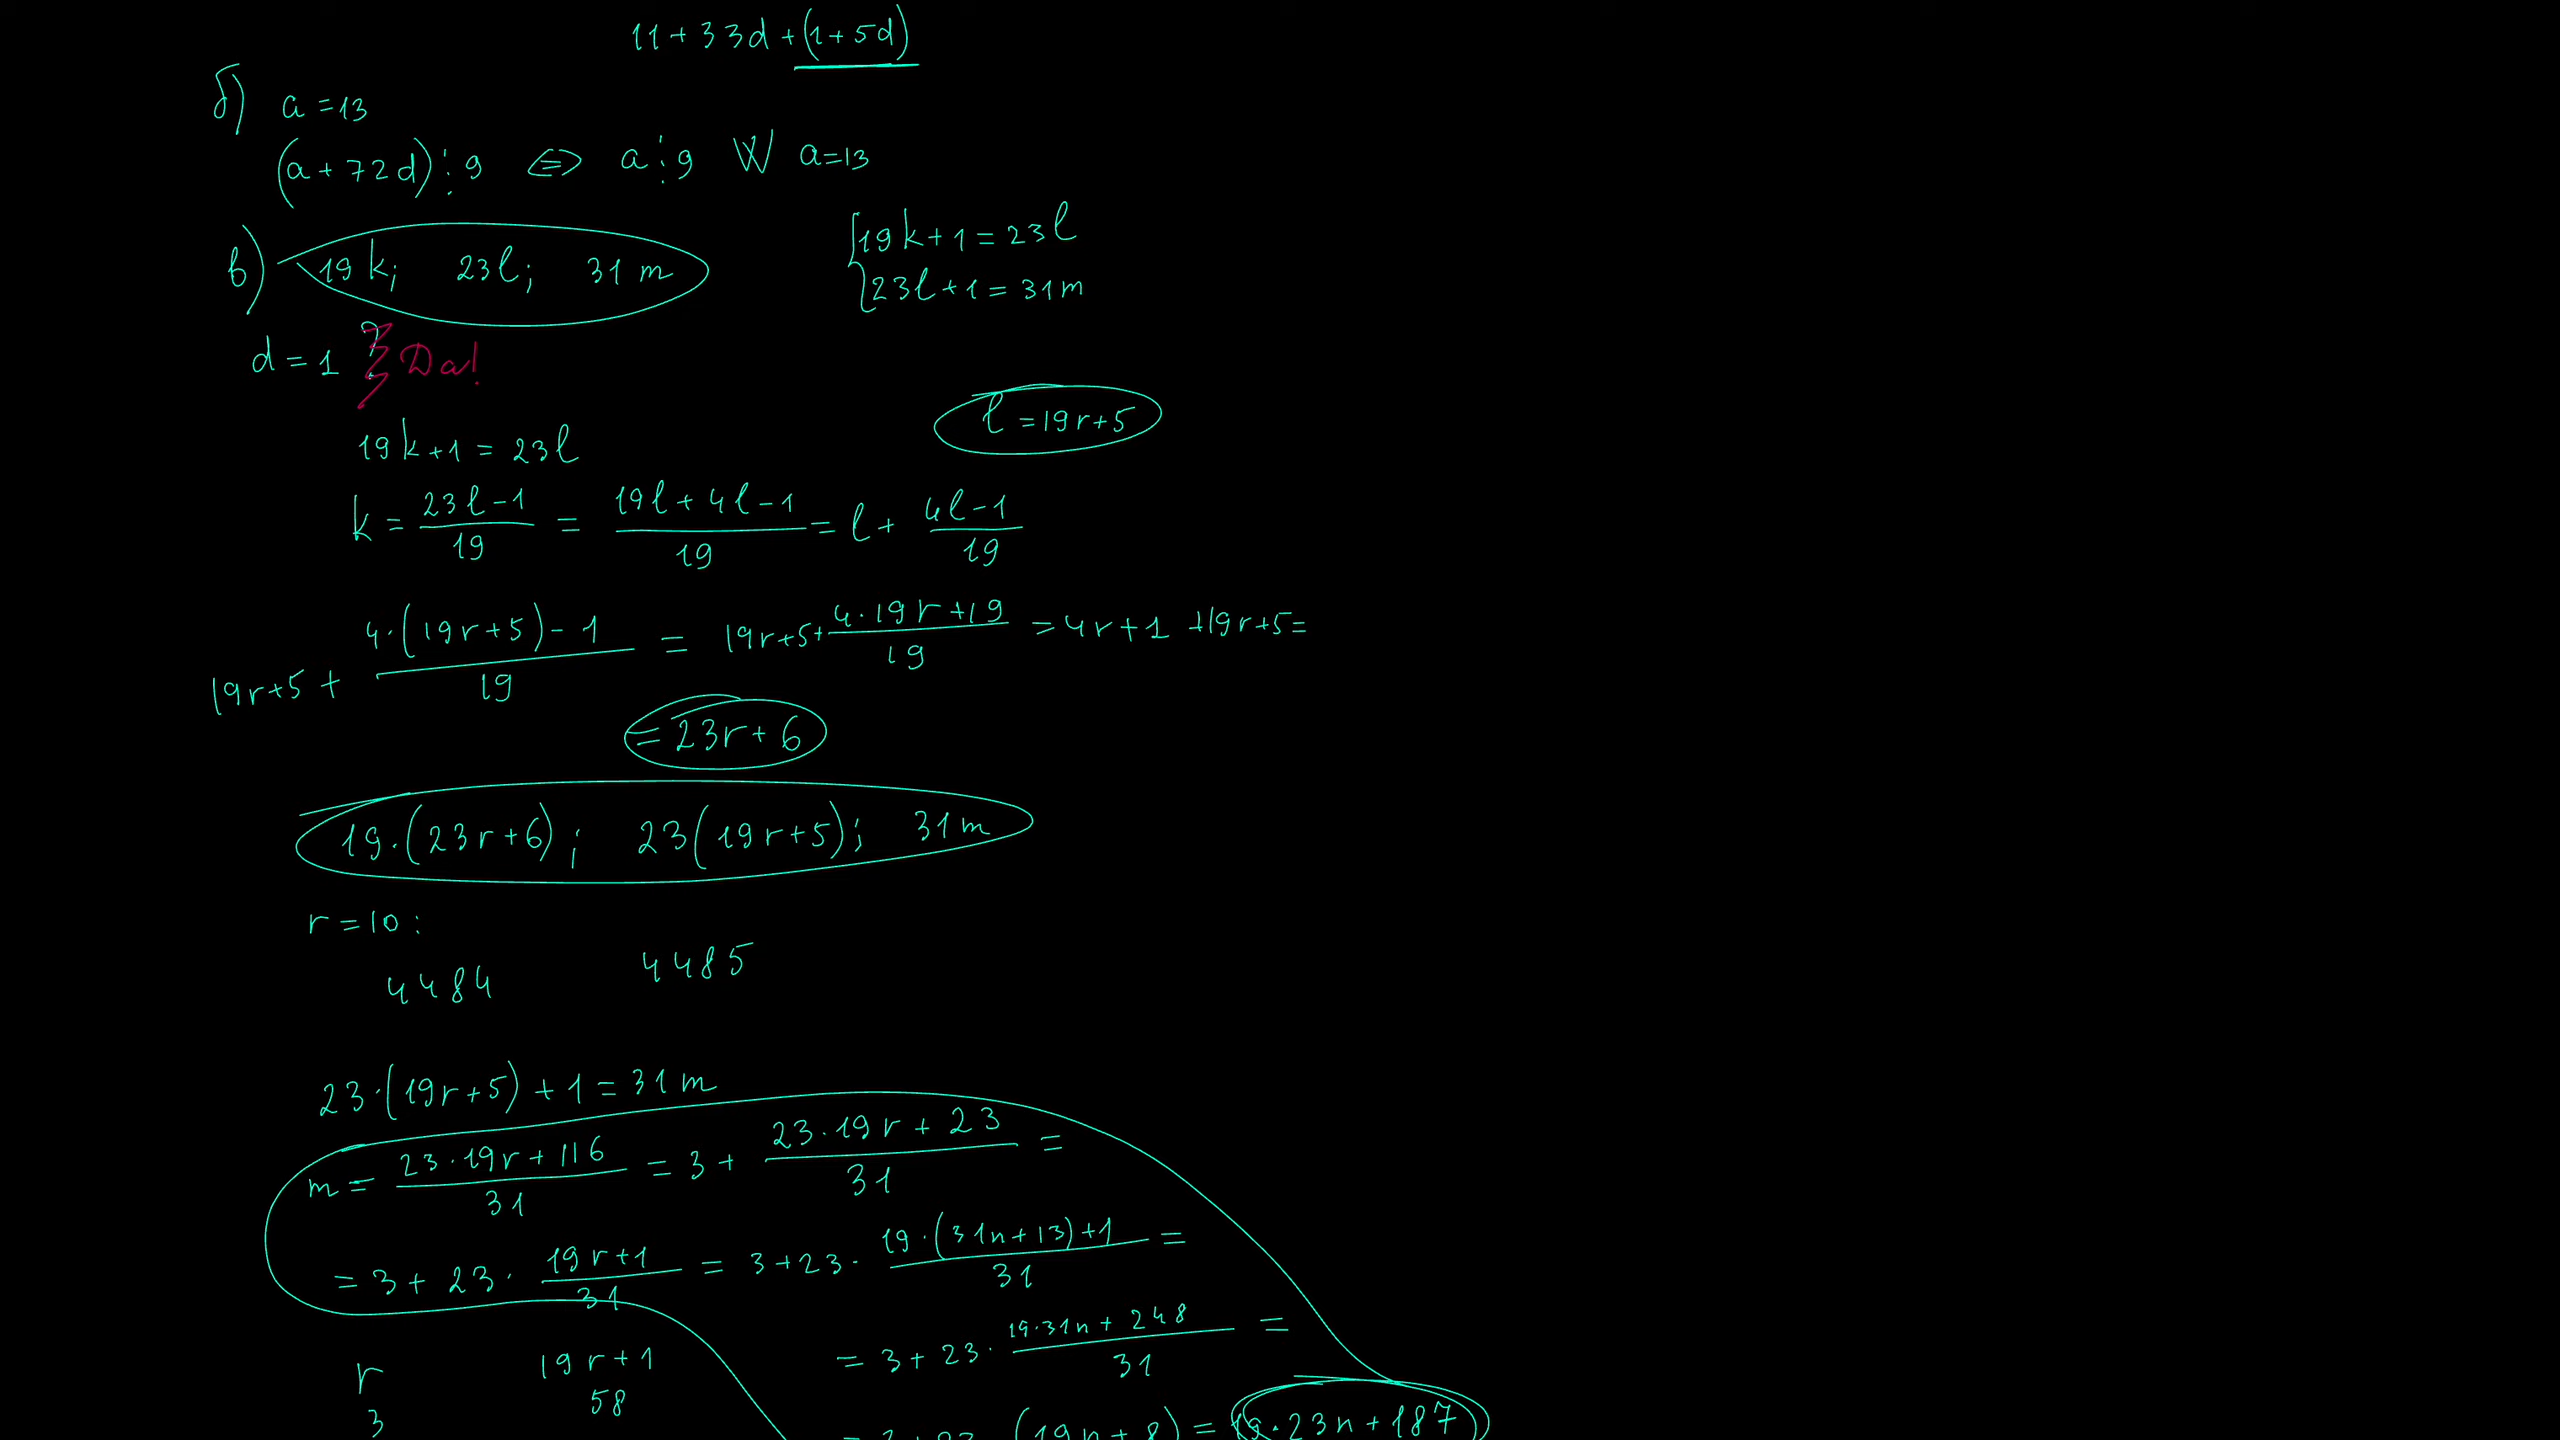 11+33d+(1+5d)
б) a=13
(a+72d)⋮9 ⇔ a⋮9 W a=13
в) 19k; 23l; 31m
19k+1=23l
23l+1=31m
d=1 ? Da!
l=19r+5
19k+1=23l
k= (23l-1)/19 = (19l+4l-1)/19 = l+ (4l-1)/19
19r+5+ (4·(19r+5)-1)/19 = 19r+5+ (4·19r+19)/19 =4r+1 +19r+5=
=23r+6
19·(23r+6); 23(19r+5); 31m
r=10:
4484 4485
23·(19r+5)+1=31m
m= (23·19r+116)/31 =3+ (23·19r+23)/31 =
=3+23· (19r+1)/31 = 3+23· (19·(31n+13)+1)/31 =
=3+23· (19·31n+248)/31 =
r 19r+1
3 58
(19n+8)= 19·23n+187